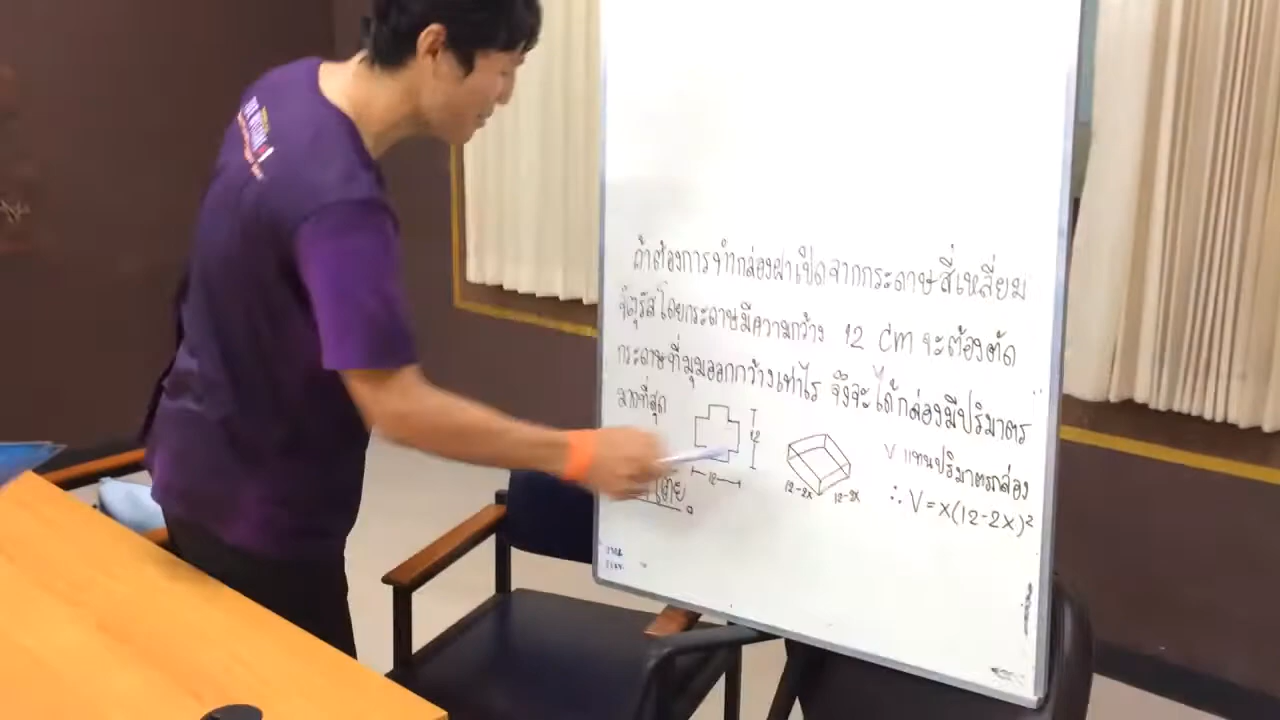 ถ้าต้องการทำกล่องฝาเปิดจากกระดาษสี่เหลี่ยม
จัตุรัสโดยกระดาษมีความกว้าง 12 cm จะต้องตัด
กระดาษที่มุมออกกว้างเท่าไร จึงจะได้กล่องมีปริมาตร
มากที่สุด
12
12
12-2x 12-2x
V แทนปริมาตรกล่อง
∴ V = x(12-2x)²